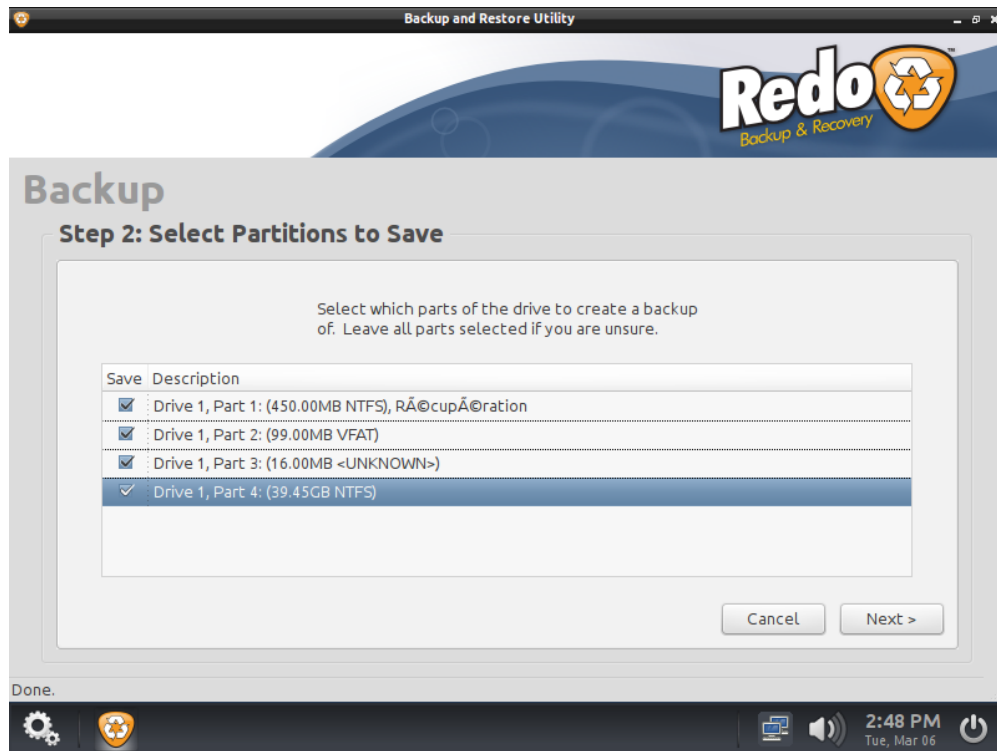 Backup and Restore Utility
Redo
Backup & Recovery
Backup
Step 2: Select Partitions to Save
Select which parts of the drive to create a backup
of. Leave all parts selected if you are unsure.
Save Description
Drive 1, Part 1: (450.00MB NTFS), RÃ©cupÃ©ration
Drive 1, Part 2: (99.00MB VFAT)
Drive 1, Part 3: (16.00MB <UNKNOWN>)
Drive 1, Part 4: (39.45GB NTFS)
Cancel Next >
Done.
2:48 PM
Tue, Mar 06